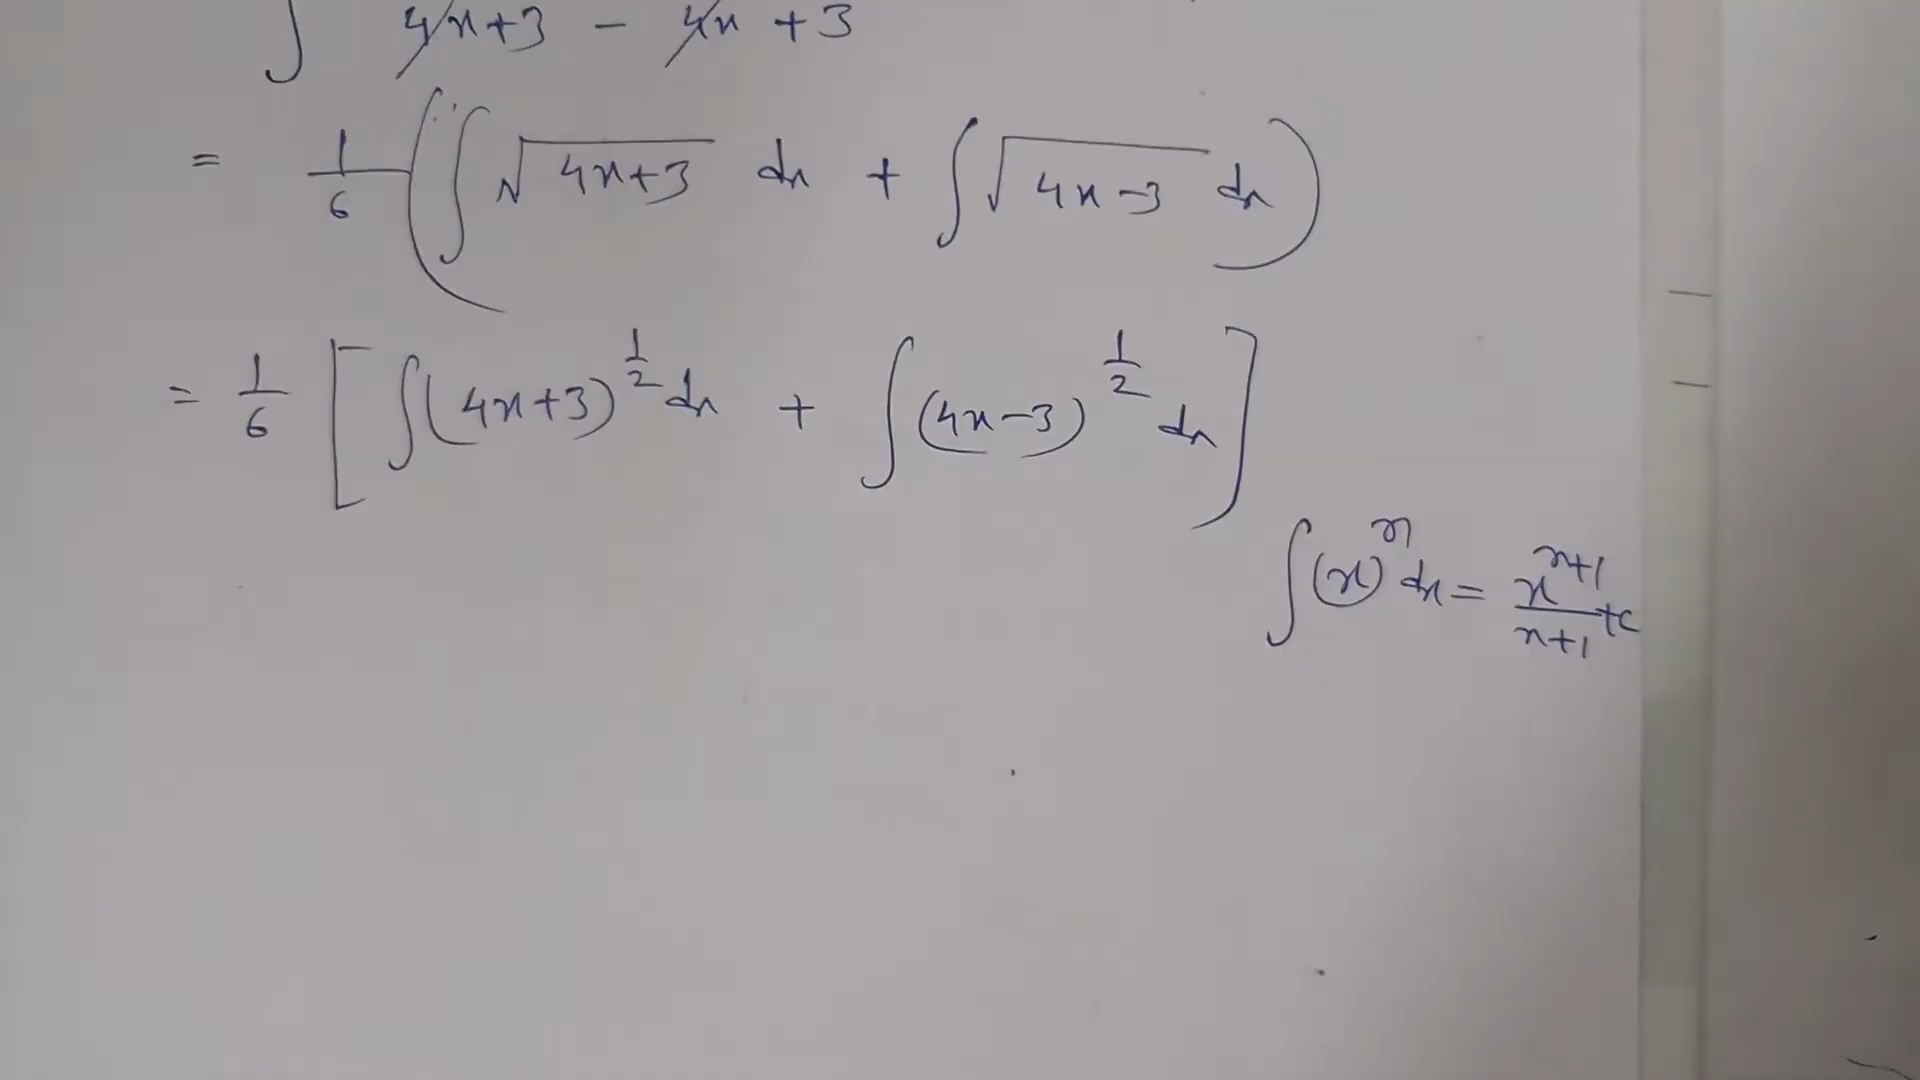 ∫ 4x+3 - 4x +3
= 1/6 (∫ √4x+3 dx + ∫ √4x-3 dx)
= 1/6 [∫(4x+3)^1/2 dx + ∫(4x-3)^1/2 dx]
∫(x)^n dx = x^n+1/n+1 +c